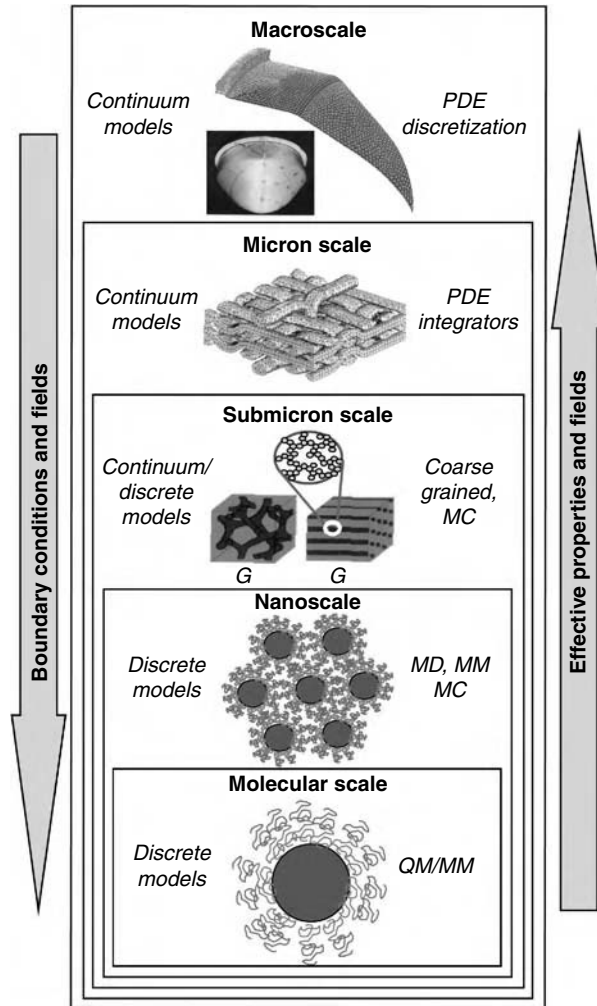 Macroscale
Continuum
models
PDE
discretization
Micron scale
Continuum
models
PDE
integrators
Submicron scale
Continuum/
discrete
models
Coarse
grained,
MC
G
G
Nanoscale
Discrete
models
MD, MM
MC
Molecular scale
Discrete
models
QM/MM
Boundary conditions and fields
Effective properties and fields